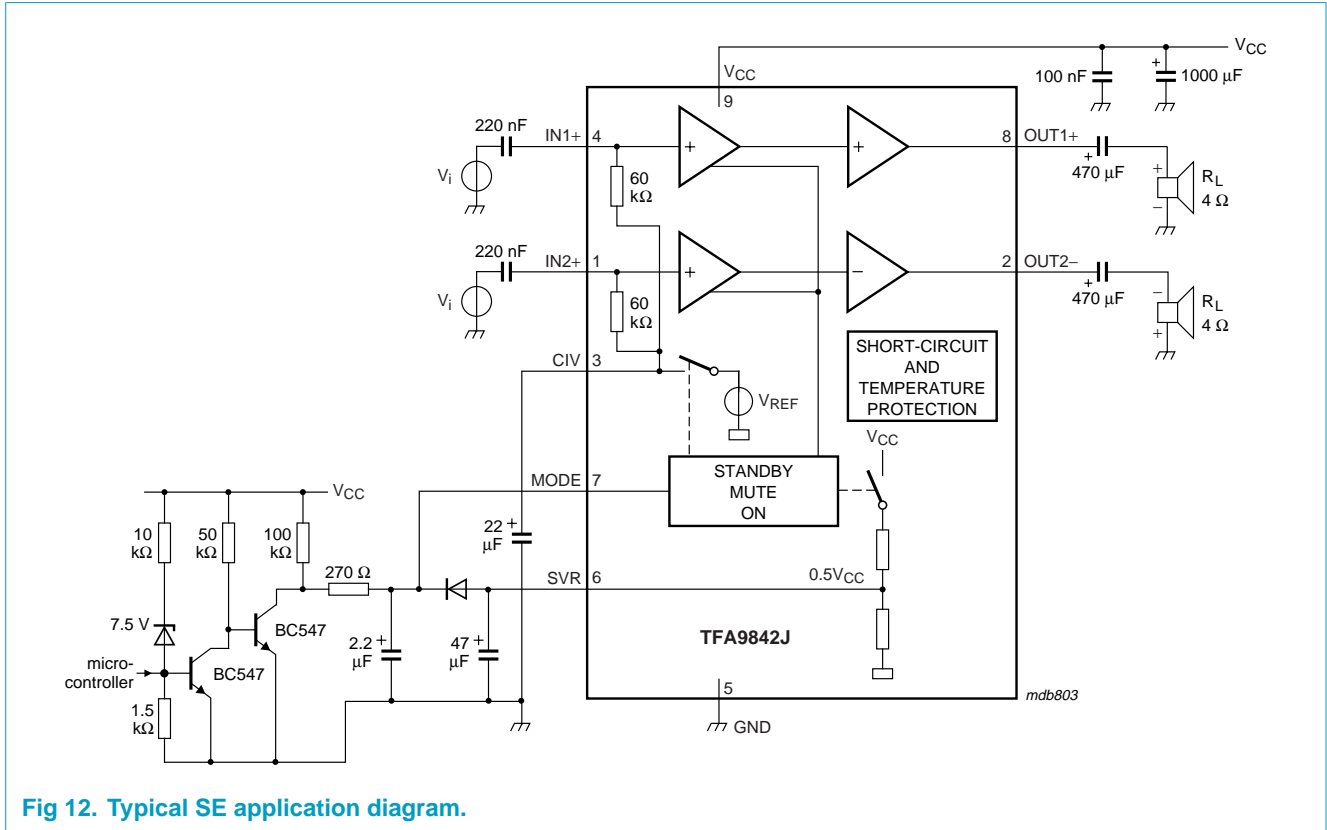 VCC
VCC
100 nF
+
1000 μF
9
220 nF
IN1+
4
+
+
8
OUT1+
+
470 μF
Vi
60
kΩ
+
−
RL
4 Ω
220 nF
IN2+
1
+
−
2
OUT2−
+
470 μF
Vi
60
kΩ
−
+
RL
4 Ω
SHORT-CIRCUIT
AND
TEMPERATURE
PROTECTION
CIV
3
VREF
VCC
MODE
7
STANDBY
MUTE
ON
VCC
10
kΩ
50
kΩ
100
kΩ
22
μF
+
270 Ω
SVR
6
0.5VCC
7.5 V
BC547
2.2
μF
+
47
μF
+
TFA9842J
micro-
controller
BC547
1.5
kΩ
5
GND
mdb803
Fig 12. Typical SE application diagram.